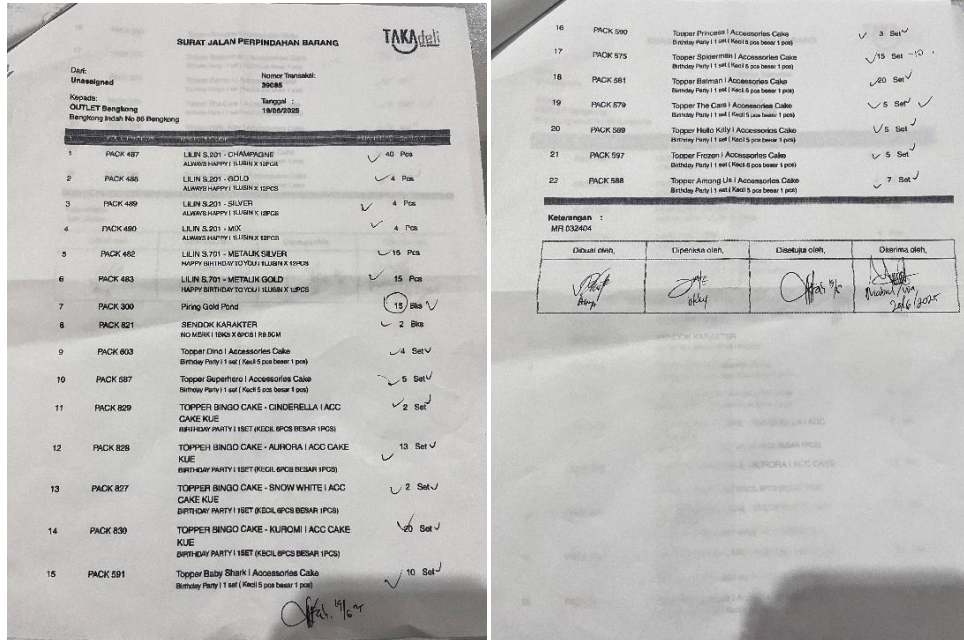 SURAT JALAN PERPINDAHAN BARANG
TAKA deli
Dari:
Unassigned
Nomor Transaksi:
39085
Kepada:
OUTLET Bengkong
Bengkong Indah No 86 Bengkong
Tanggal :
19/06/2025
1 PACK 487 LILIN S.201 - CHAMPAGNE 40 Pcs
ALWAYS HAPPY | 1LUSIN X 12PCS
2 PACK 488 LILIN S.201 - GOLD 4 Pcs
ALWAYS HAPPY | 1LUSIN X 12PCS
3 PACK 489 LILIN S.201 - SILVER 4 Pcs
ALWAYS HAPPY | 1LUSIN X 12PCS
4 PACK 490 LILIN S.201 - MIX 4 Pcs
ALWAYS HAPPY | 1LUSIN X 12PCS
5 PACK 482 LILIN S.701 - METALIK SILVER 15 Pcs
HAPPY BIRTHDAY TO YOU | 1LUSIN X 12PCS
6 PACK 483 LILIN S.701 - METALIK GOLD 15 Pcs
HAPPY BIRTHDAY TO YOU | 1LUSIN X 12PCS
7 PACK 300 Piring Gold Pond 15 Bks
8 PACK 821 SENDOK KARAKTER 2 Bks
NO MERK | 1BKS X 6PCS |
9 PACK 603 Topper Dino | Accessories Cake 4 Set
Birthday Party | 1 set ( Kecil 5 pcs besar 1 pcs)
10 PACK 587 Topper Superhero | Accessories Cake 5 Set
Birthday Party | 1 set ( Kecil 5 pcs besar 1 pcs)
11 PACK 829 TOPPER BINGO CAKE - CINDERELLA | ACC 2 Set
CAKE KUE
BIRTHDAY PARTY | 1SET (KECIL 6PCS BESAR 1PCS)
12 PACK 828 TOPPER BINGO CAKE - AURORA | ACC CAKE 13 Set
KUE
BIRTHDAY PARTY | 1SET (KECIL 6PCS BESAR 1PCS)
13 PACK 827 TOPPER BINGO CAKE - SNOW WHITE | ACC 2 Set
CAKE KUE
BIRTHDAY PARTY | 1SET (KECIL 6PCS BESAR 1PCS)
14 PACK 830 TOPPER BINGO CAKE - KUROMI | ACC CAKE 20 Set
KUE
BIRTHDAY PARTY | 1SET (KECIL 6PCS BESAR 1PCS)
15 PACK 591 Topper Baby Shark | Accessories Cake 10 Set
Birthday Party | 1 set ( Kecil 5 pcs besar 1 pcs)
16 PACK 590 Topper Princess | Accessories Cake 3 Set
Birthday Party | 1 set ( Kecil 5 pcs besar 1 pcs)
17 PACK 575 Topper Spiderman | Accessories Cake 15 Set -10
Birthday Party | 1 set ( Kecil 5 pcs besar 1 pcs)
18 PACK 581 Topper Batman | Accessories Cake 20 Set
Birthday Party | 1 set ( Kecil 5 pcs besar 1 pcs)
19 PACK 579 Topper The Cars | Accessories Cake 5 Set
Birthday Party | 1 set ( Kecil 5 pcs besar 1 pcs)
20 PACK 589 Topper Hello Kitty | Accessories Cake 5 Set
Birthday Party | 1 set ( Kecil 5 pcs besar 1 pcs)
21 PACK 597 Topper Frozen | Accessories Cake 5 Set
Birthday Party | 1 set ( Kecil 5 pcs besar 1 pcs)
22 PACK 588 Topper Among Us | Accessories Cake 7 Set
Birthday Party | 1 set ( Kecil 5 pcs besar 1 pcs)
Keterangan :
MR 032404
Dibuat oleh, Diperiksa oleh, Disetujui oleh, Diterima oleh,
20/6/2025